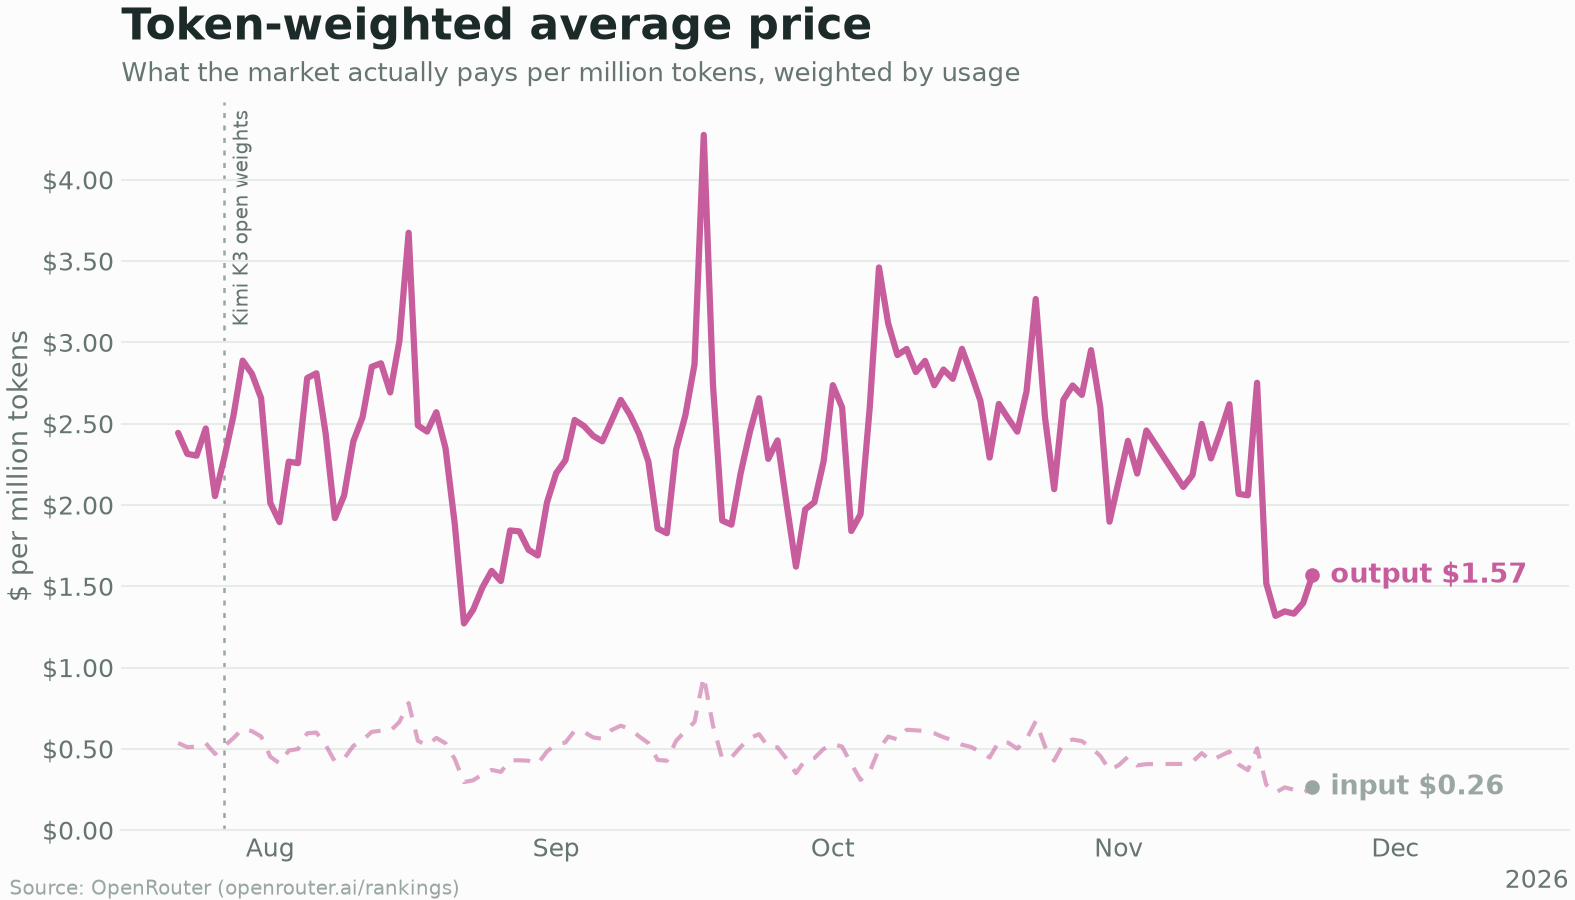 Token-weighted average price
What the market actually pays per million tokens, weighted by usage
Kimi K3 open weights
$ per million tokens
$4.00
$3.50
$3.00
$2.50
$2.00
$1.50
$1.00
$0.50
$0.00
output $1.57
input $0.26
Aug
Sep
Oct
Nov
Dec
2026
Source: OpenRouter (openrouter.ai/rankings)